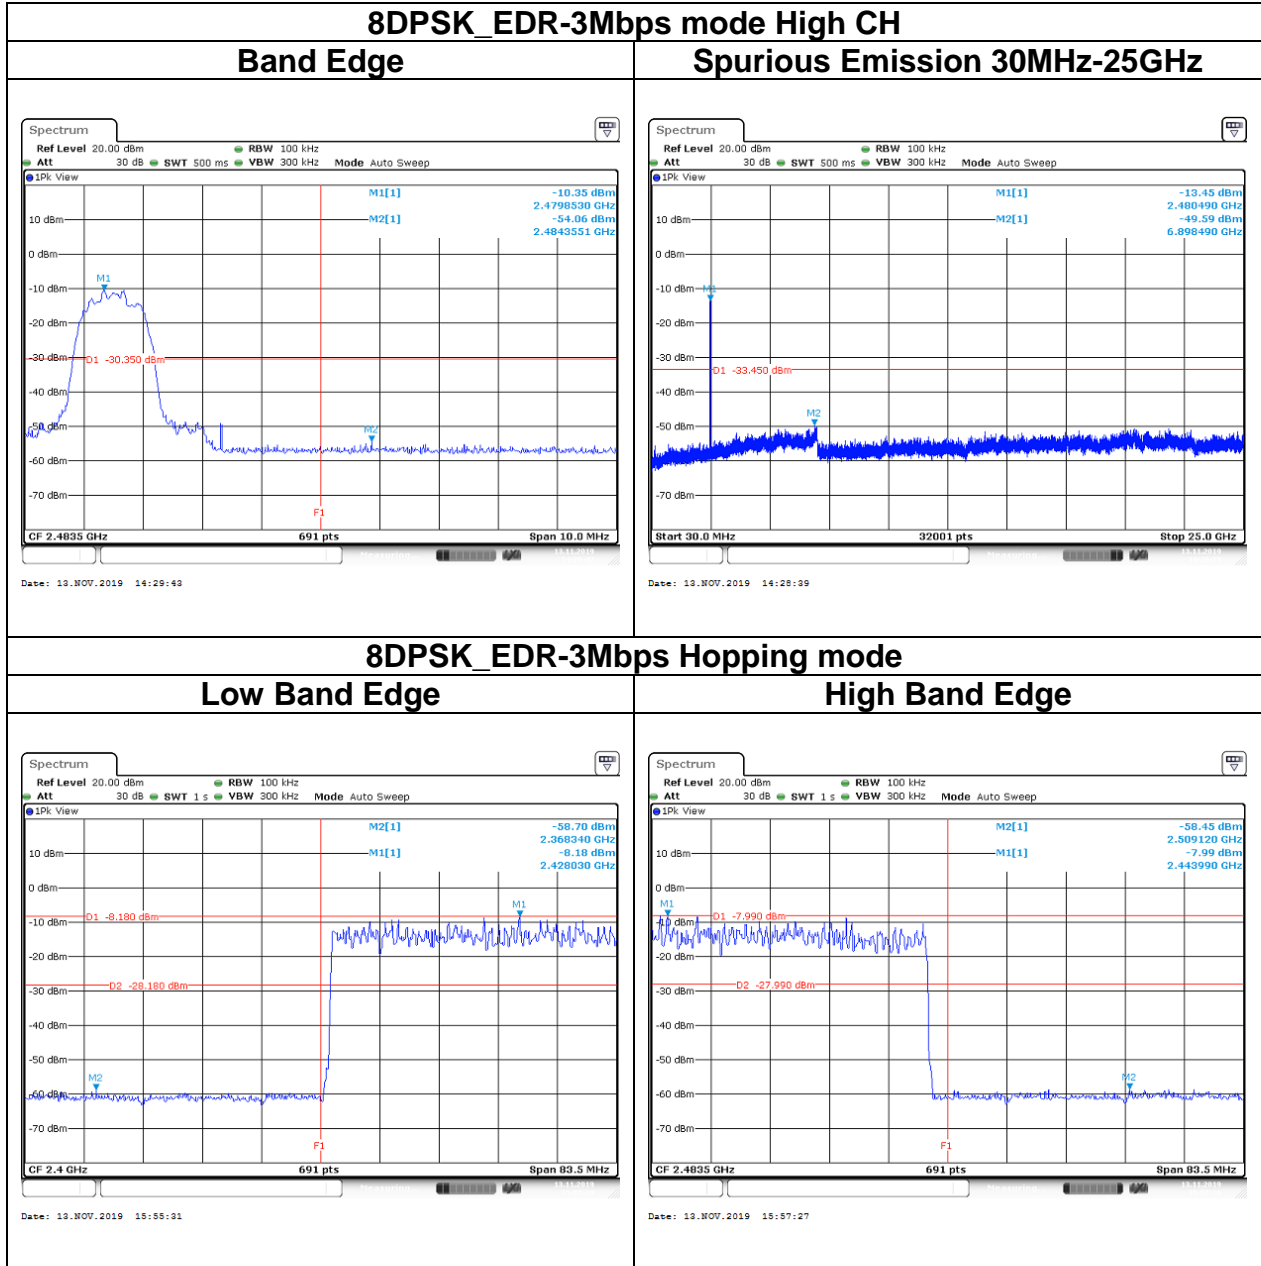 8DPSK_EDR-3Mbps mode High CH
Band Edge
Spurious Emission 30MHz-25GHz
Spectrum
Ref Level 20.00 dBm RBW 100 kHz
Att 30 dB SWT 500 ms VBW 300 kHz Mode Auto Sweep
1Pk View
M1[1] -10.35 dBm
2.4798530 GHz
10 dBm M2[1] -54.06 dBm
2.4843551 GHz
0 dBm
M1
-10 dBm
-20 dBm
-30 dBm D1 -30.350 dBm
-40 dBm
-50 dBm M2
-60 dBm
-70 dBm
F1
CF 2.4835 GHz 691 pts Span 10.0 MHz
Date: 13.NOV.2019 14:29:43
Spectrum
Ref Level 20.00 dBm RBW 100 kHz
Att 30 dB SWT 500 ms VBW 300 kHz Mode Auto Sweep
1Pk View
M1[1] -13.45 dBm
2.480490 GHz
10 dBm M2[1] -49.59 dBm
6.898490 GHz
0 dBm
-10 dBm M1
-20 dBm
-30 dBm
D1 -33.450 dBm
-40 dBm
M2
-50 dBm
-60 dBm
-70 dBm
Start 30.0 MHz 32001 pts Stop 25.0 GHz
Date: 13.NOV.2019 14:28:39
8DPSK_EDR-3Mbps Hopping mode
Low Band Edge
High Band Edge
Spectrum
Ref Level 20.00 dBm RBW 100 kHz
Att 30 dB SWT 1 s VBW 300 kHz Mode Auto Sweep
1Pk View
M2[1] -58.70 dBm
2.368340 GHz
10 dBm M1[1] -8.18 dBm
2.428030 GHz
0 dBm
M1
D1 -8.180 dBm
-10 dBm
-20 dBm
D2 -28.180 dBm
-30 dBm
-40 dBm
-50 dBm
M2
-60 dBm
-70 dBm
F1
CF 2.4 GHz 691 pts Span 83.5 MHz
Date: 13.NOV.2019 15:55:31
Spectrum
Ref Level 20.00 dBm RBW 100 kHz
Att 30 dB SWT 1 s VBW 300 kHz Mode Auto Sweep
1Pk View
M2[1] -58.45 dBm
2.509120 GHz
10 dBm M1[1] -7.99 dBm
2.443990 GHz
0 dBm
M1
D1 -7.990 dBm
-10 dBm
-20 dBm
D2 -27.990 dBm
-30 dBm
-40 dBm
-50 dBm
M2
-60 dBm
-70 dBm
F1
CF 2.4835 GHz 691 pts Span 83.5 MHz
Date: 13.NOV.2019 15:57:27